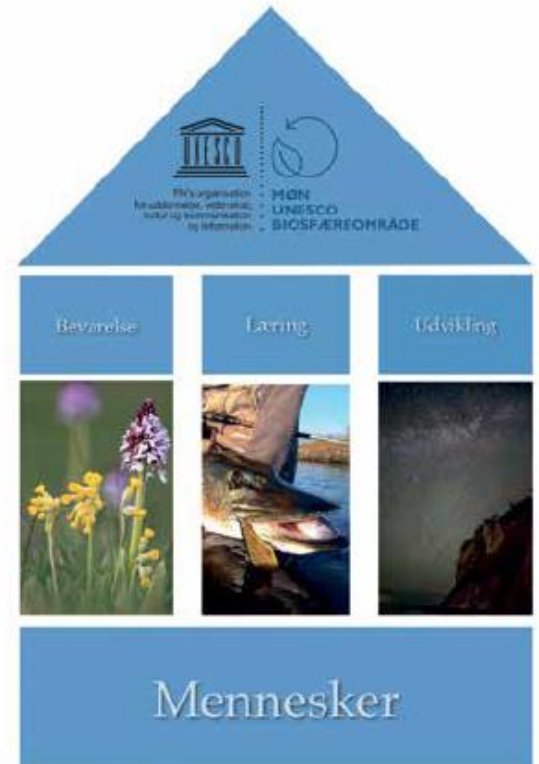 UNESCO
FN's organisation
for uddannelse, videnskab,
kultur og kommunikation
og information
MØN
UNESCO
BIOSFÆREOMRÅDE
Bevarelse
Læring
Udvikling
Mennesker